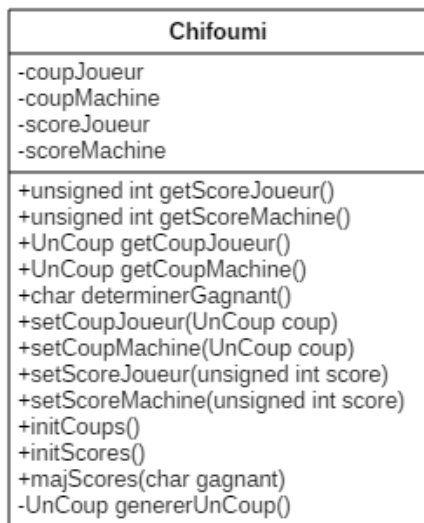 Chifoumi
-coupJoueur
-coupMachine
-scoreJoueur
-scoreMachine
+unsigned int getScoreJoueur()
+unsigned int getScoreMachine()
+UnCoup getCoupJoueur()
+UnCoup getCoupMachine()
+char determinerGagnant()
+setCoupJoueur(UnCoup coup)
+setCoupMachine(UnCoup coup)
+setScoreJoueur(unsigned int score)
+setScoreMachine(unsigned int score)
+initCoups()
+initScores()
+majScores(char gagnant)
-UnCoup genererUnCoup()